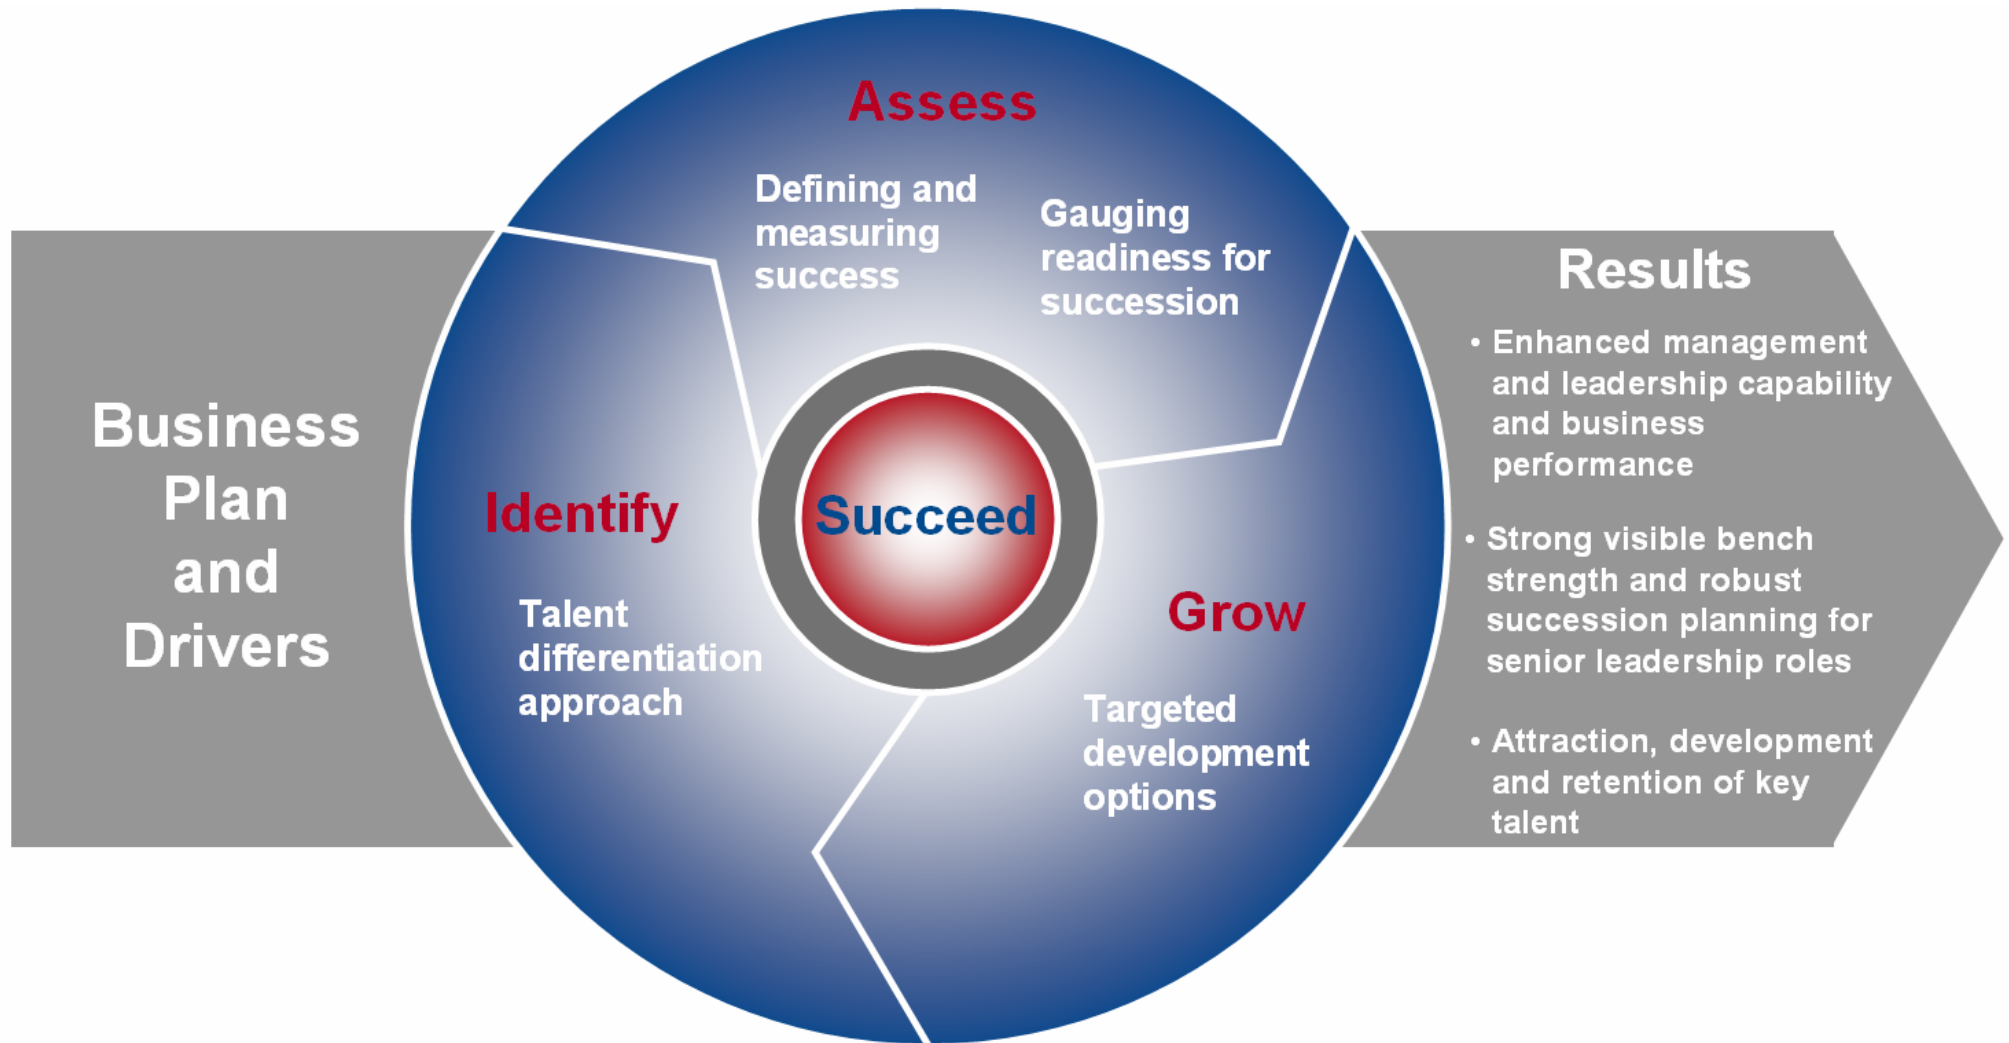 Business
Plan
and
Drivers
Assess
Defining and
measuring
success
Gauging
readiness for
succession
Identify
Talent
differentiation
approach
Succeed
Grow
Targeted
development
options
Results
• Enhanced management
and leadership capability
and business
performance
• Strong visible bench
strength and robust
succession planning for
senior leadership roles
• Attraction, development
and retention of key
talent